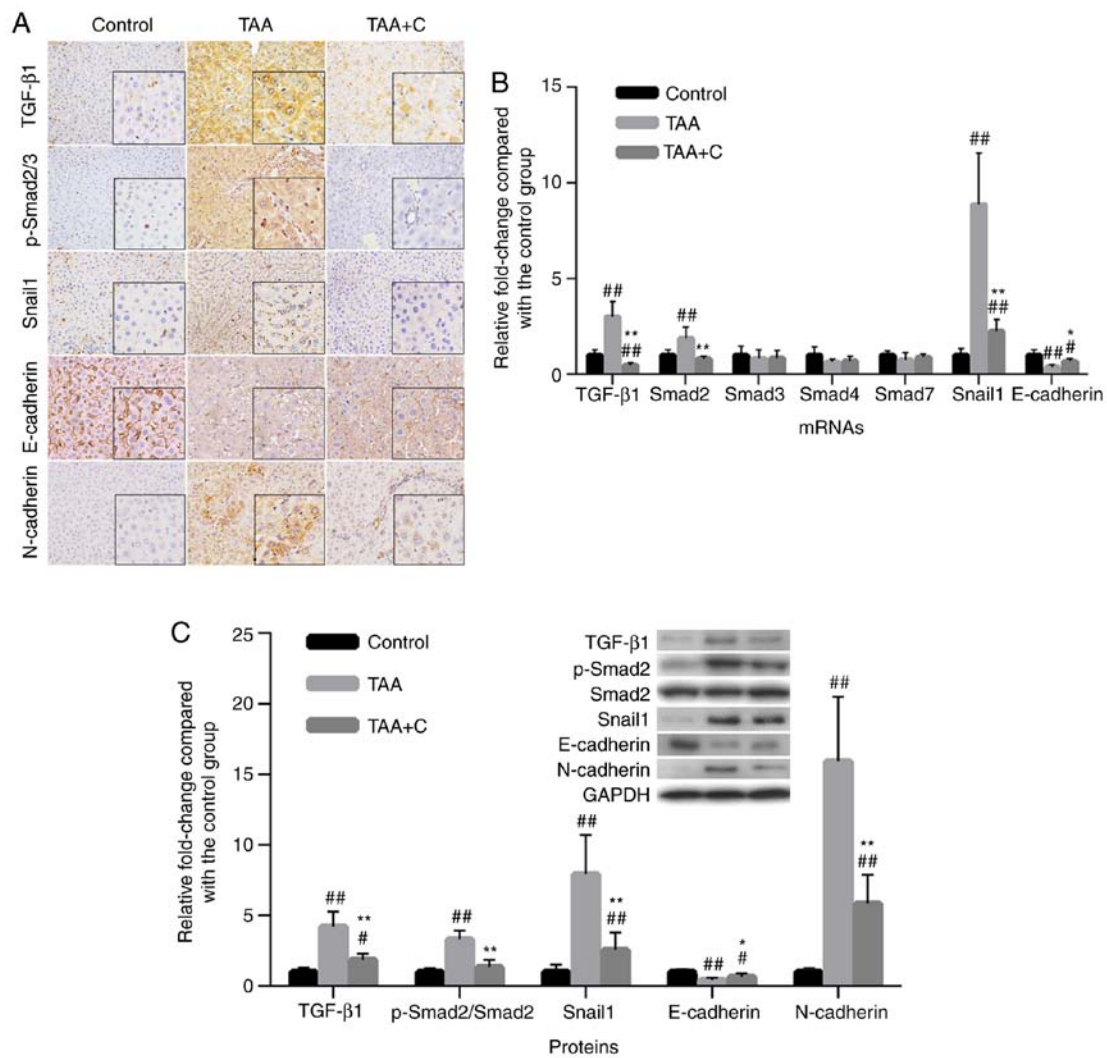 A
Control TAA TAA+C
TGF-β1
p-Smad2/3
Snail1
E-cadherin
N-cadherin
B
Relative fold-change compared
with the control group
15
10
5
0
Control
TAA
TAA+C
##
**
##
##
**
##
**
##
##
*
#
TGF-β1 Smad2 Smad3 Smad4 Smad7 Snail1 E-cadherin
mRNAs
C
Relative fold-change compared
with the control group
25
20
15
10
5
0
Control
TAA
TAA+C
TGF-β1
p-Smad2
Smad2
Snail1
E-cadherin
N-cadherin
GAPDH
##
**
#
##
**
##
**
##
##
*
#
##
**
##
TGF-β1 p-Smad2/Smad2 Snail1 E-cadherin N-cadherin
Proteins